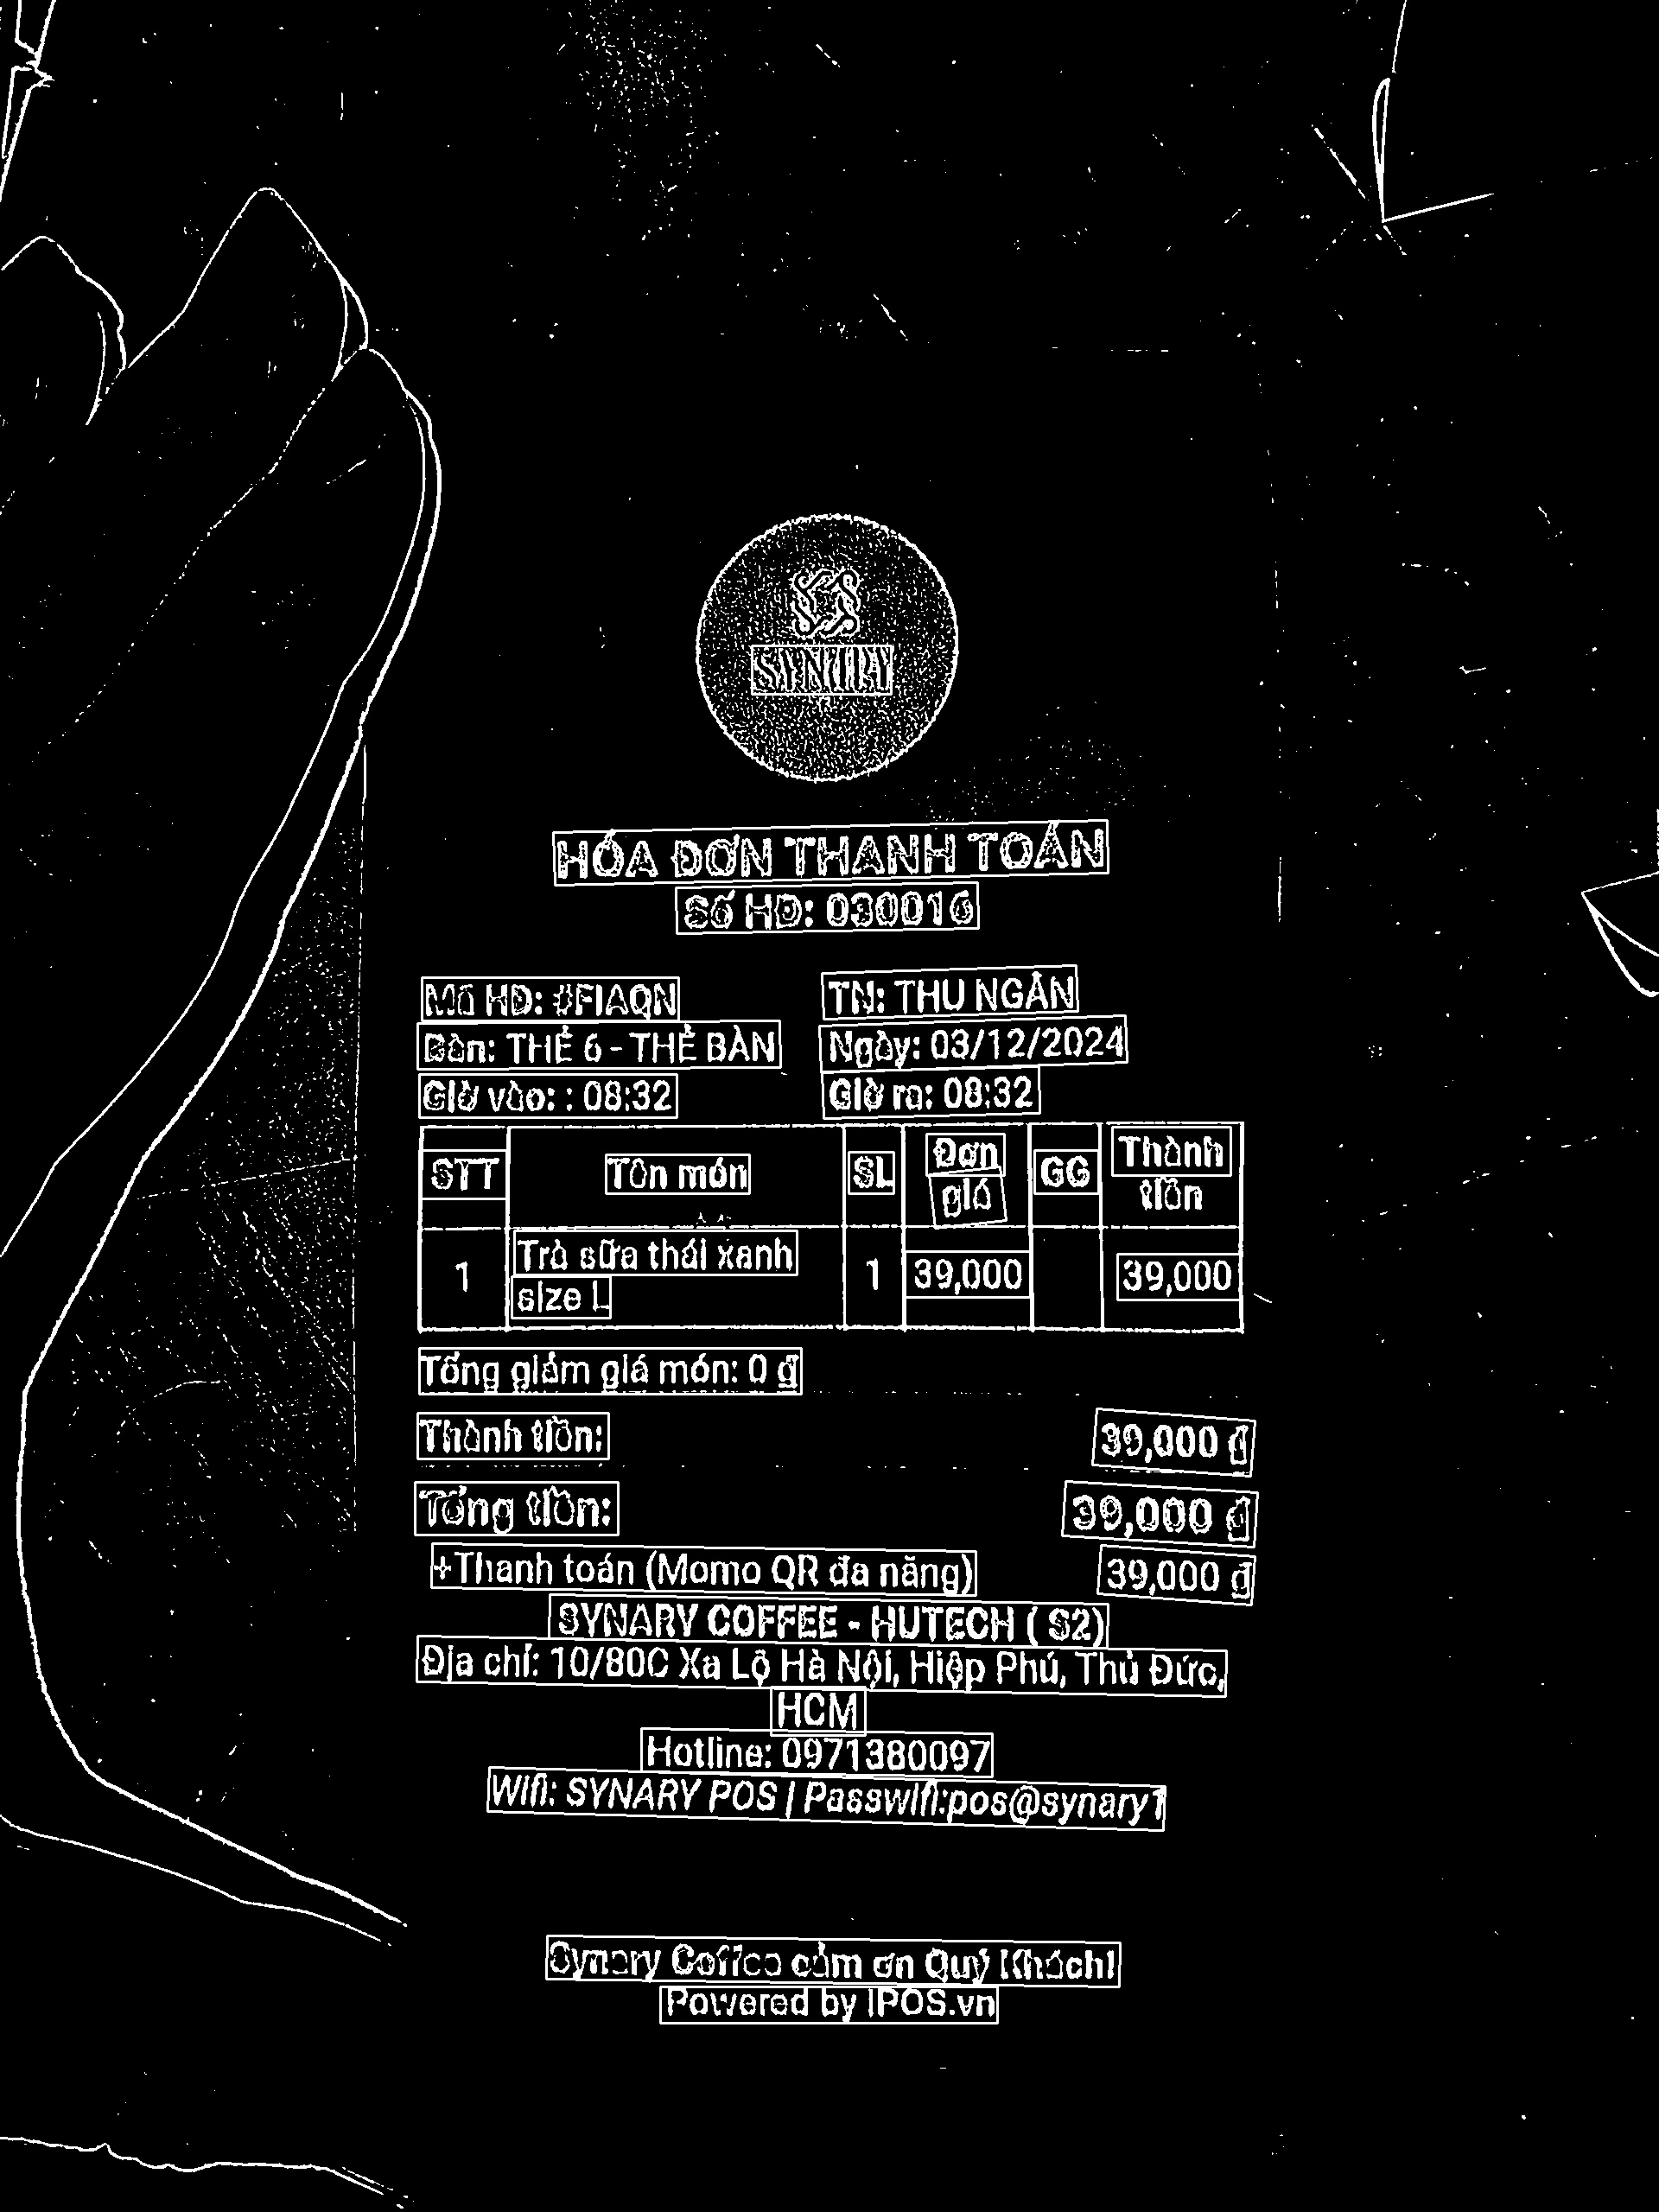 SYNARY
HÓA ĐƠN THANH TOÁN
Số HĐ: 030016
Mã HĐ: #FIAQN
TN: THU NGÂN
Bàn: THẺ 6 - THẺ BÀN
Ngày: 03/12/2024
Giờ vào: : 08:32
Giờ ra: 08:32
STT Tên món SL Đơn giá GG Thành tiền
1 Trà sữa thái xanh size L 1 39,000 39,000
Tổng giảm giá món: 0 ₫
Thành tiền: 39,000 ₫
Tổng tiền: 39,000 ₫
+Thanh toán (Momo QR đa năng) 39,000 ₫
SYNARY COFFEE - HUTECH ( S2)
Địa chỉ: 10/80C Xa Lộ Hà Nội, Hiệp Phú, Thủ Đức,
HCM
Hotline: 0971380097
Wifi: SYNARY POS | Passwifi:pos@synary1
Synary Coffee cảm ơn Quý Khách!
Powered by iPOS.vn